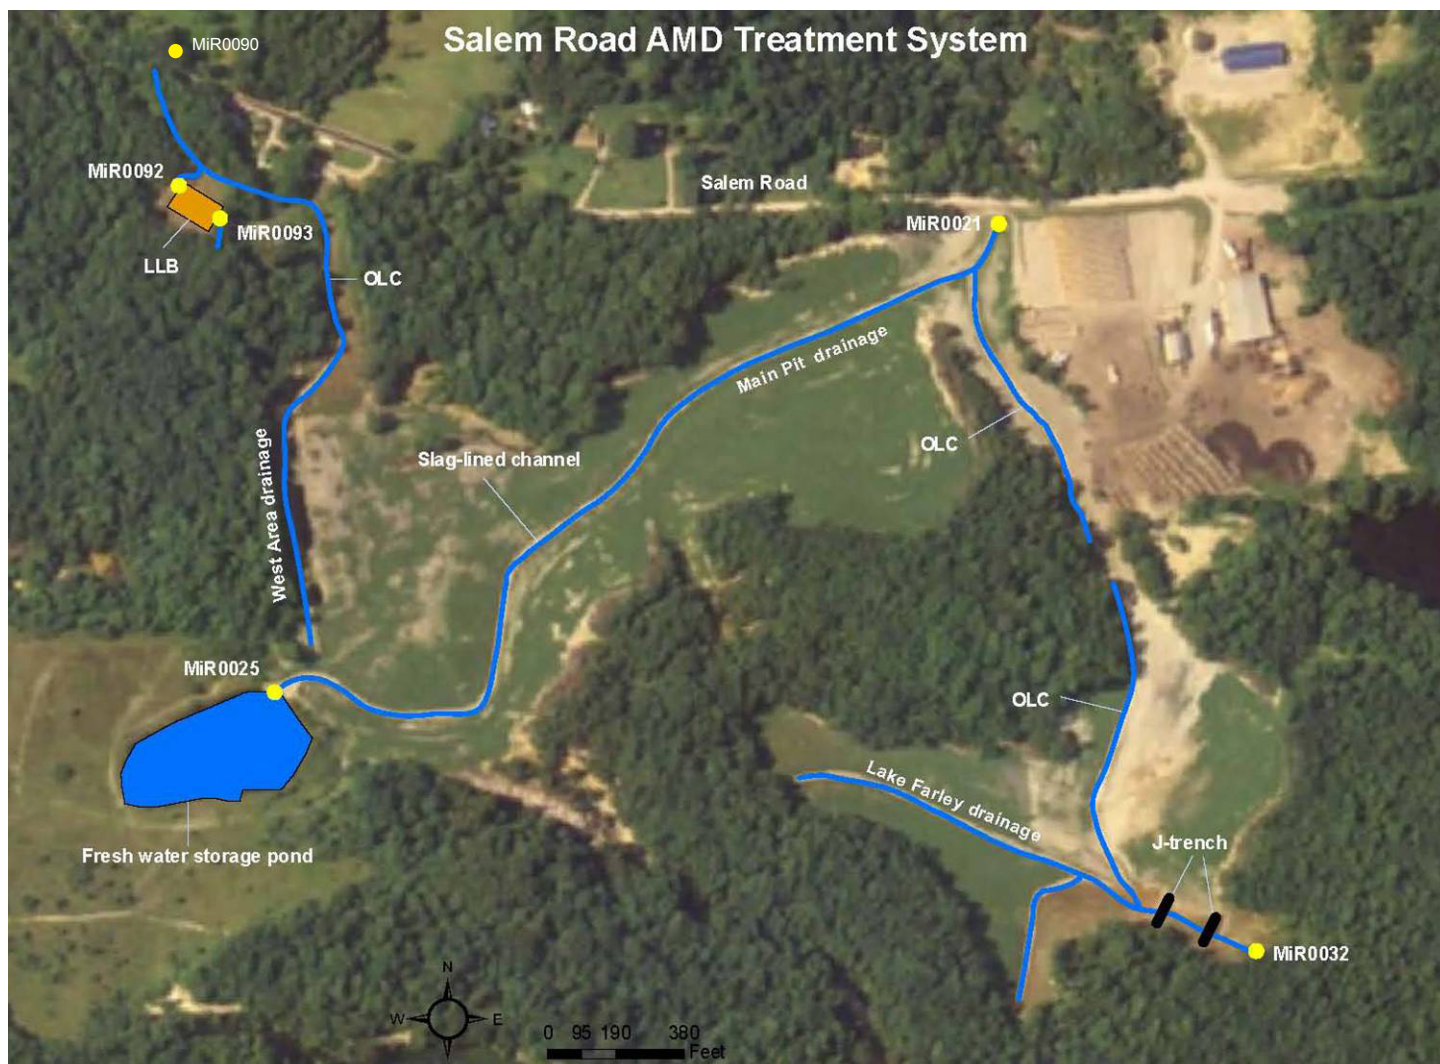 Salem Road AMD Treatment System
MiR0090
MiR0092
Salem Road
MiR0021
MiR0093
LLB
OLC
Main Pit drainage
OLC
Slag-lined channel
West Area drainage
MiR0025
OLC
Lake Farley drainage
J-trench
Fresh water storage pond
MiR0032
N
W
E
0 95 190 380
Feet